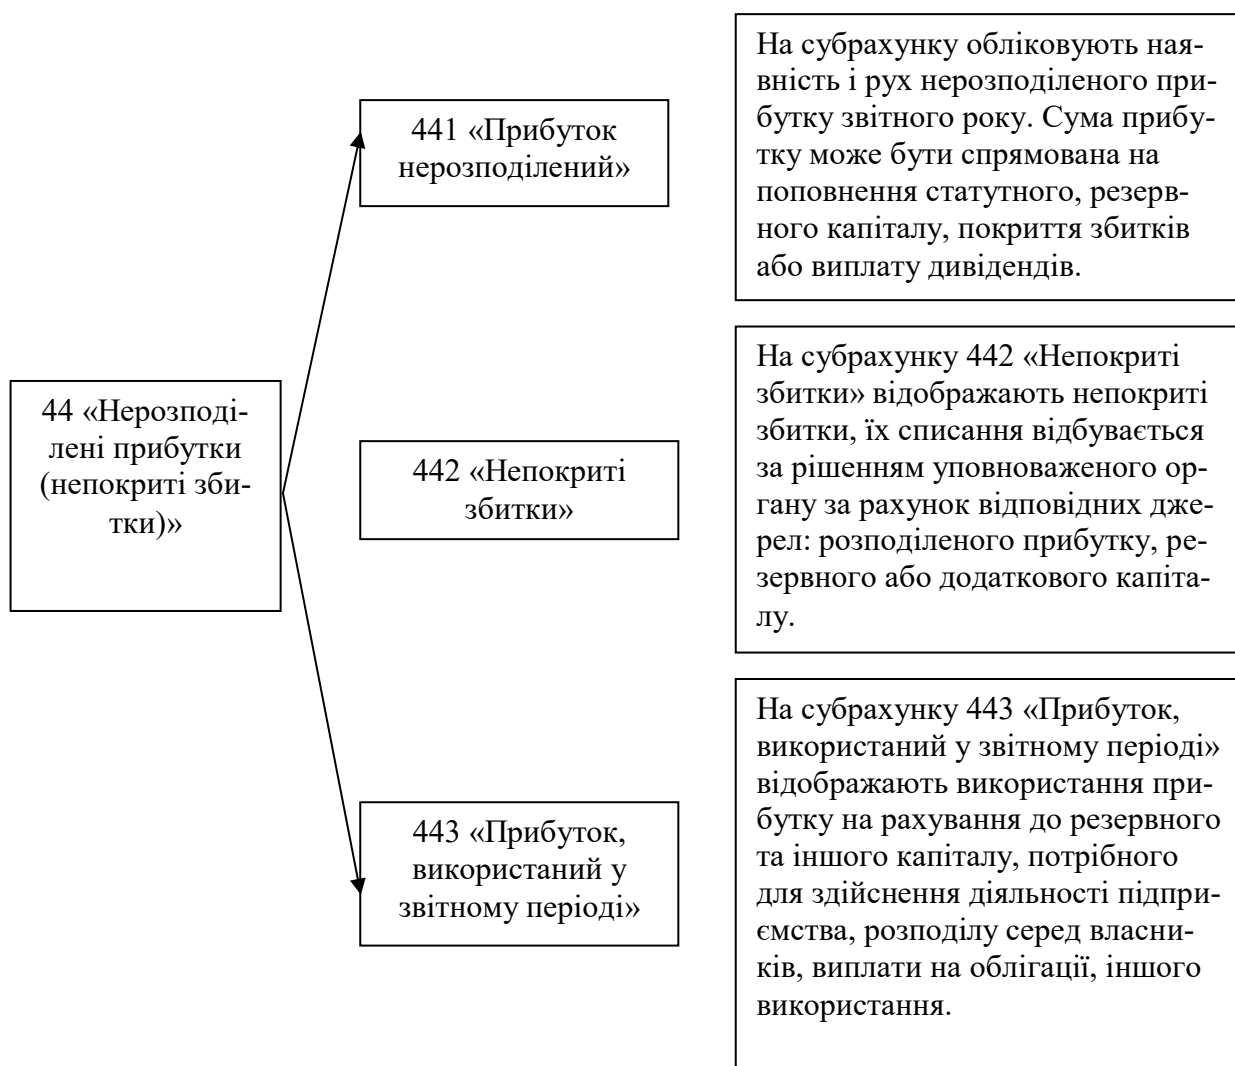 44 «Нерозподі-
лені прибутки
(непокриті зби-
тки)»
441 «Прибуток
нерозподілений»
На субрахунку обліковують ная-
вність і рух нерозподіленого при-
бутку звітного року. Сума прибу-
тку може бути спрямована на
поповнення статутного, резерв-
ного капіталу, покриття збитків
або виплату дивідендів.
442 «Непокриті
збитки»
На субрахунку 442 «Непокриті
збитки» відображають непокриті
збитки, їх списання відбувається
за рішенням уповноваженого ор-
гану за рахунок відповідних дже-
рел: розподіленого прибутку, ре-
зервного або додаткового капіта-
лу.
443 «Прибуток,
використаний у
звітному періоді»
На субрахунку 443 «Прибуток,
використаний у звітному періоді»
відображають використання при-
бутку на рахування до резервного
та іншого капіталу, потрібного
для здійснення діяльності підпри-
ємства, розподілу серед власни-
ків, виплати на облігації, іншого
використання.